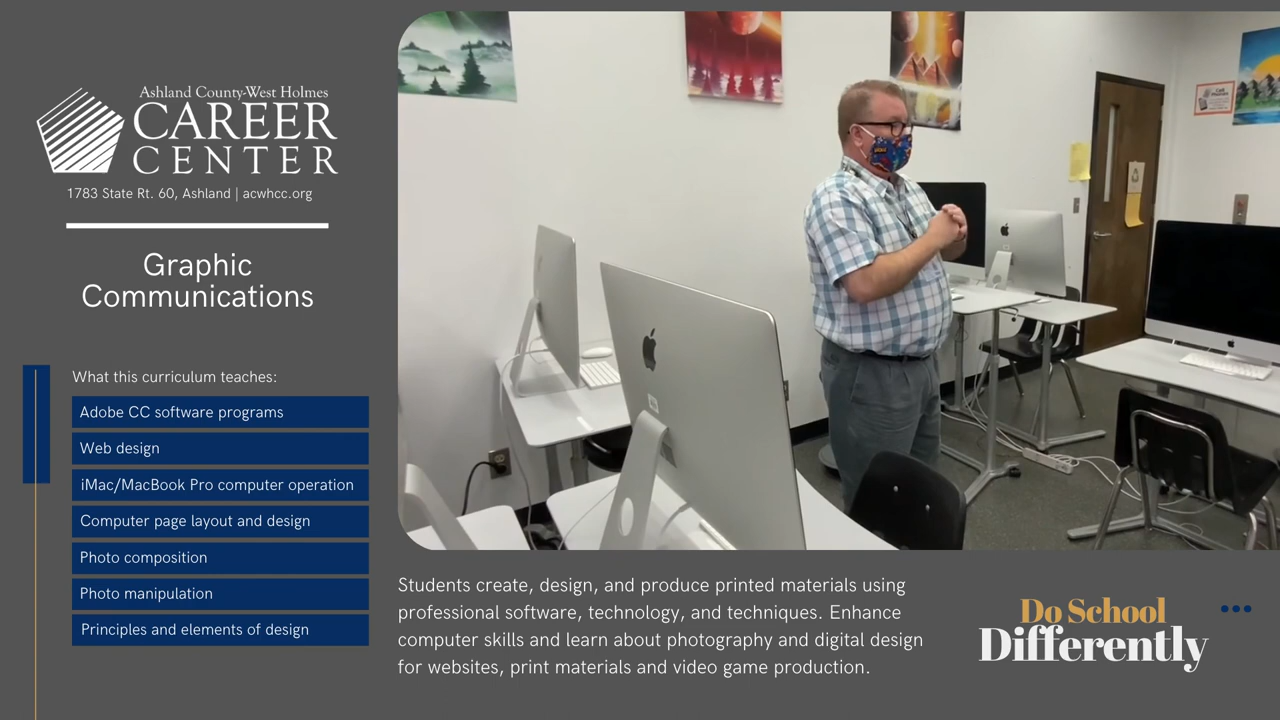 Ashland County-West Holmes
CAREER
CENTER
1783 State Rt. 60, Ashland | acwhcc.org
Graphic
Communications
What this curriculum teaches:
Adobe CC software programs
Web design
iMac/MacBook Pro computer operation
Computer page layout and design
Photo composition
Photo manipulation
Principles and elements of design
Students create, design, and produce printed materials using
professional software, technology, and techniques. Enhance
computer skills and learn about photography and digital design
for websites, print materials and video game production.
Do School
Differently